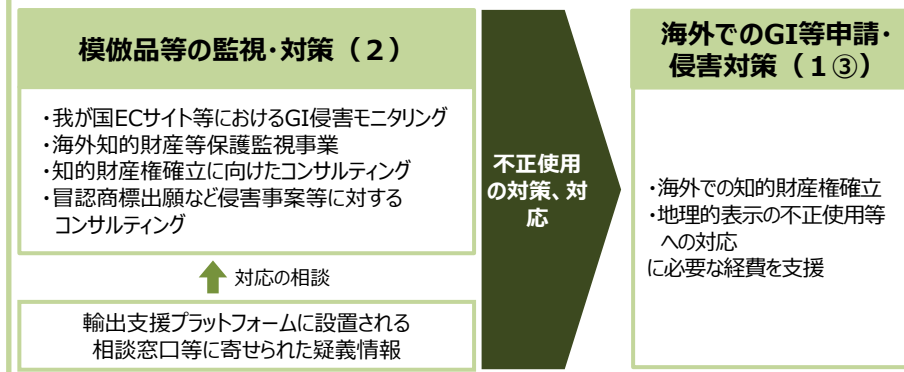 模倣品等の監視・対策（２）
・我が国ECサイト等におけるGI侵害モニタリング
・海外知的財産等保護監視事業
・知的財産権確立に向けたコンサルティング
・冒認商標出願など侵害事案等に対する
コンサルティング
対応の相談
輸出支援プラットフォームに設置される
相談窓口等に寄せられた疑義情報
不正使用
の対策、対
応
海外でのGI等申請・
侵害対策（１③）
・海外での知的財産権確立
・地理的表示の不正使用等
への対応
に必要な経費を支援